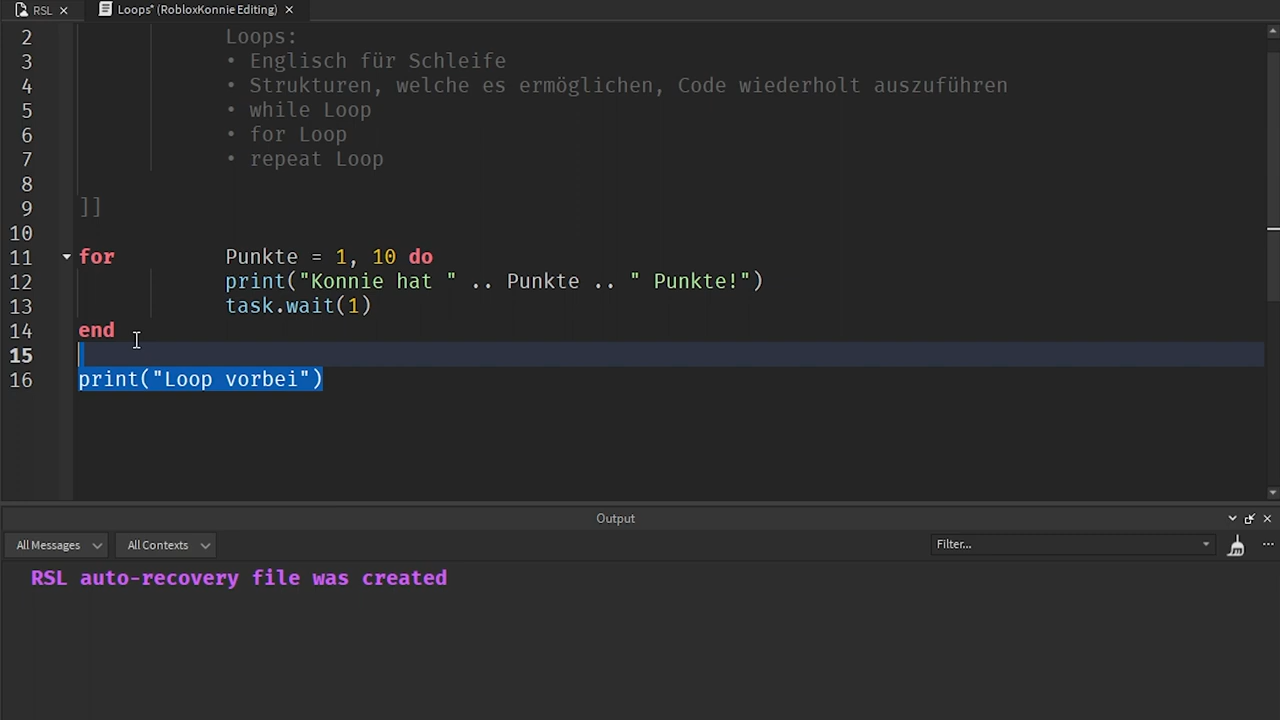 RSL
Loops* (RobloxKonnie Editing)
2 Loops:
3 • Englisch für Schleife
4 • Strukturen, welche es ermöglichen, Code wiederholt auszuführen
5 • while Loop
6 • for Loop
7 • repeat Loop
8
9 ]]
10
11 for Punkte = 1, 10 do
12 print("Konnie hat " .. Punkte .. " Punkte!")
13 task.wait(1)
14 end
15
16 print("Loop vorbei")
Output
All Messages All Contexts Filter...
RSL auto-recovery file was created